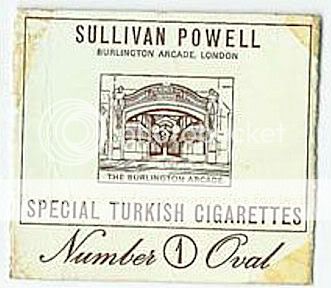 SULLIVAN POWELL
BURLINGTON ARCADE, LONDON
THE BURLINGTON ARCADE
SPECIAL TURKISH CIGARETTES
Number 1 Oval